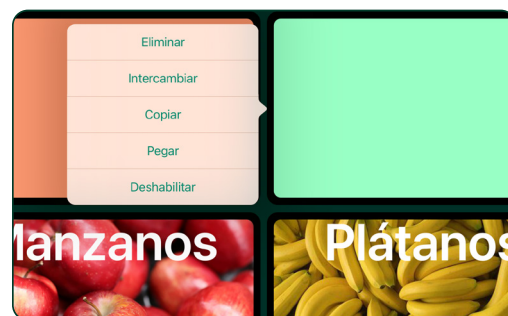 Eliminar
Intercambiar
Copiar
Pegar
Deshabilitar
Manzanos
Plátanos